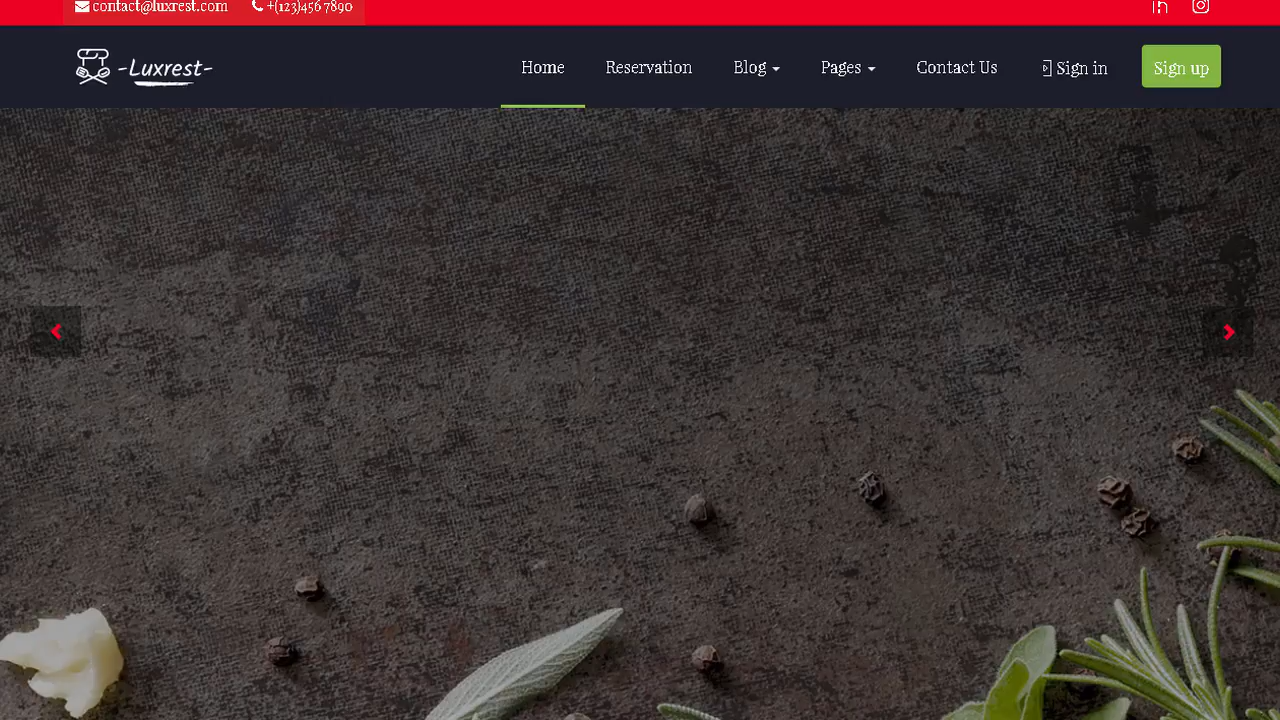 contact@luxrest.com +(123)456 7890
-Luxrest- Home Reservation Blog Pages Contact Us Sign in Sign up